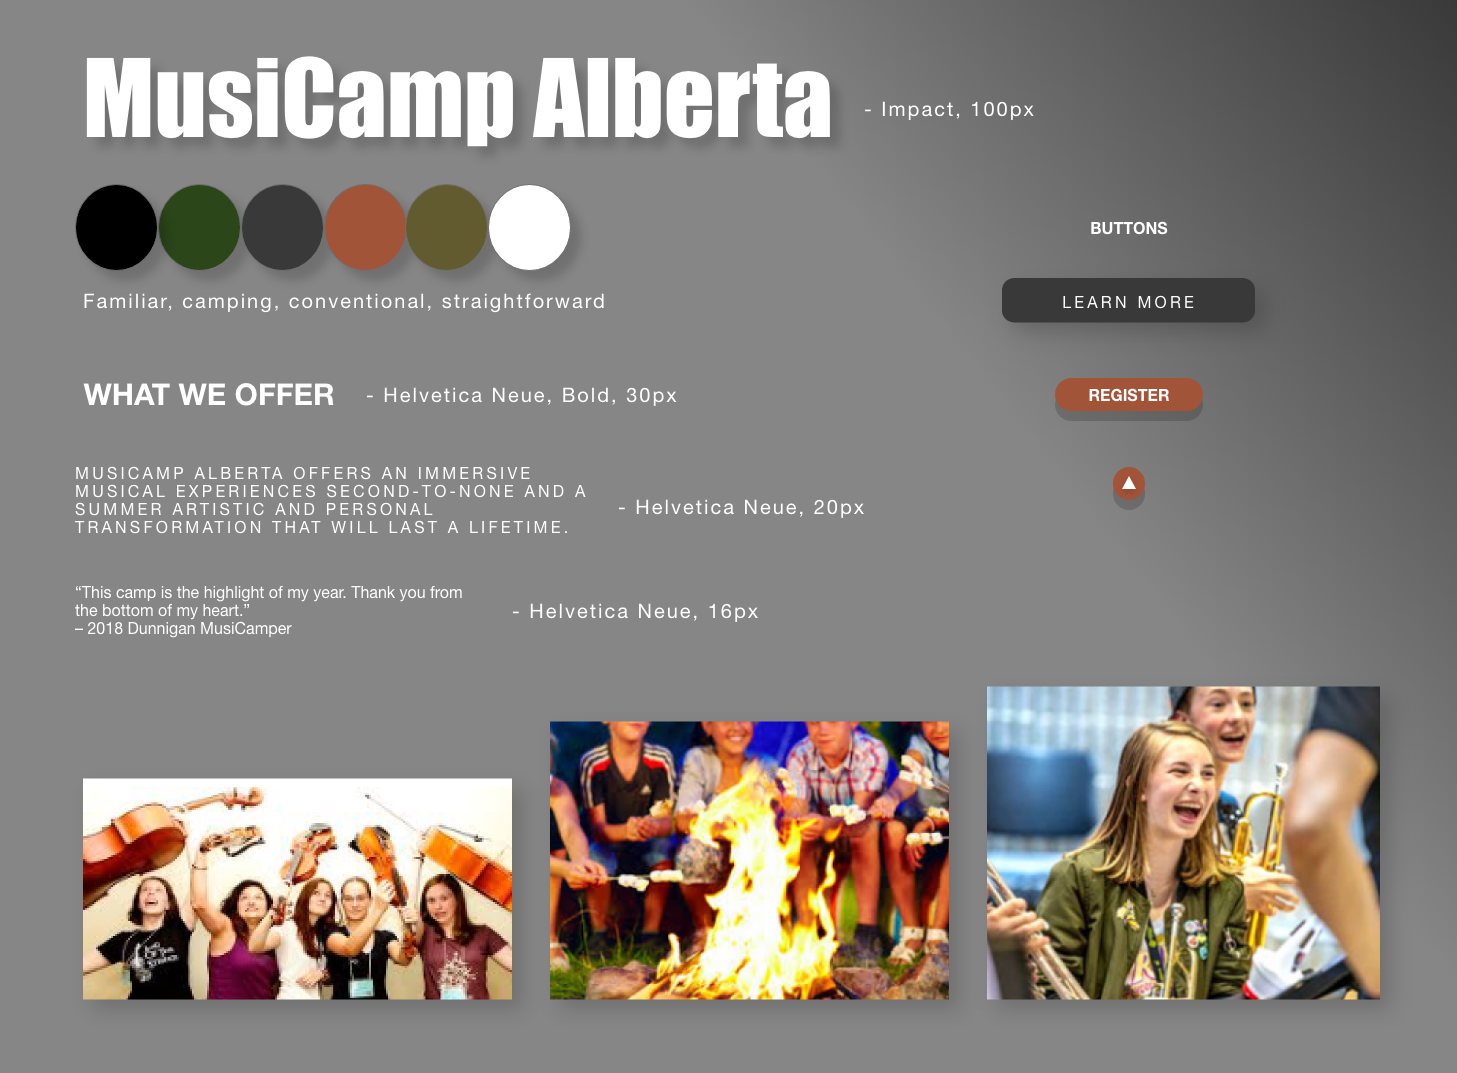 MusiCamp Alberta
- Impact, 100px
Familiar, camping, conventional, straightforward
BUTTONS
LEARN MORE
WHAT WE OFFER
- Helvetica Neue, Bold, 30px
REGISTER
MUSICAMP ALBERTA OFFERS AN IMMERSIVE
MUSICAL EXPERIENCES SECOND-TO-NONE AND A
SUMMER ARTISTIC AND PERSONAL
TRANSFORMATION THAT WILL LAST A LIFETIME.
- Helvetica Neue, 20px
“This camp is the highlight of my year. Thank you from
the bottom of my heart.”
– 2018 Dunnigan MusiCamper
- Helvetica Neue, 16px